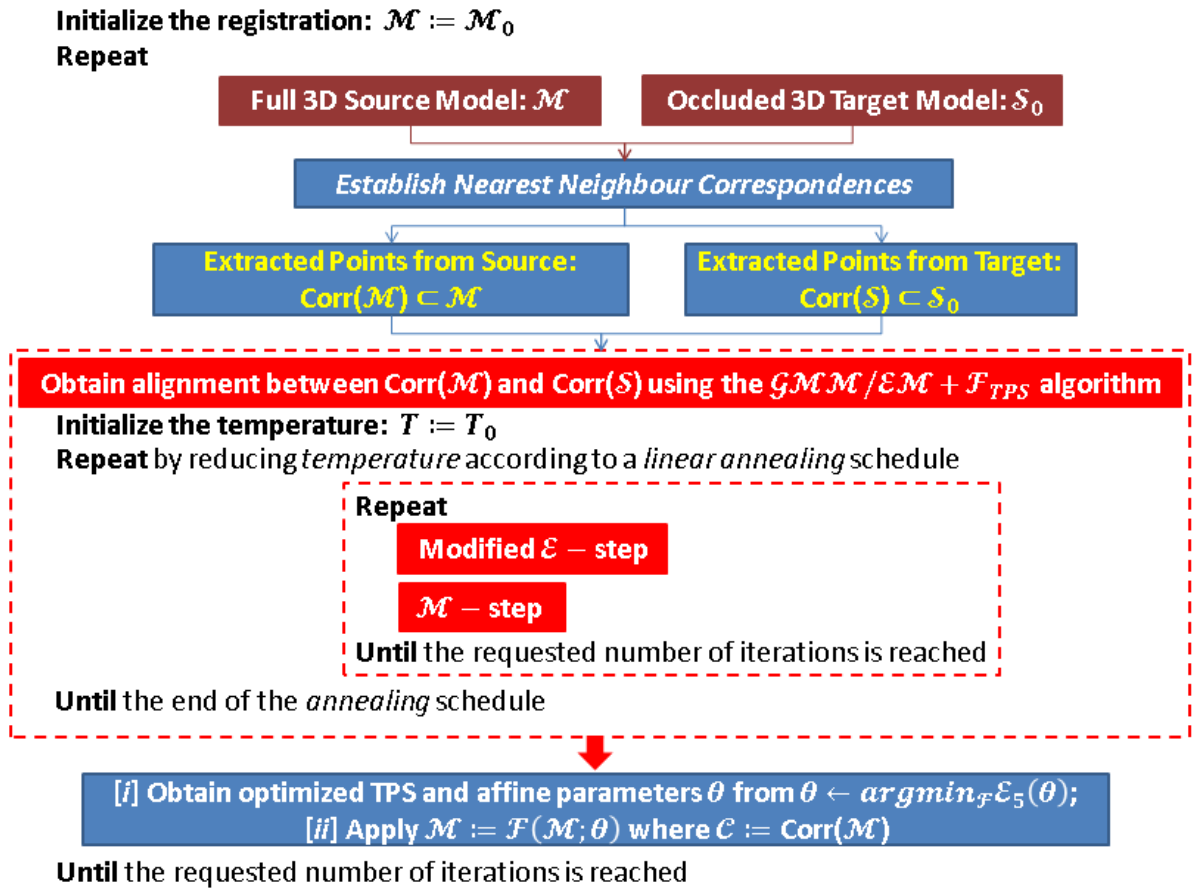 Initialize the registration: ℳ := ℳ₀
Repeat
Full 3D Source Model: ℳ
Occluded 3D Target Model: 𝒮₀
Establish Nearest Neighbour Correspondences
Extracted Points from Source:
Corr(ℳ) ⊂ ℳ
Extracted Points from Target:
Corr(𝒮) ⊂ 𝒮₀
Obtain alignment between Corr(ℳ) and Corr(𝒮) using the 𝒢ℳℳ/ℰℳ + ℱ_TPS algorithm
Initialize the temperature: T := T₀
Repeat by reducing temperature according to a linear annealing schedule
Repeat
Modified ℰ − step
ℳ − step
Until the requested number of iterations is reached
Until the end of the annealing schedule
[i] Obtain optimized TPS and affine parameters θ from θ ← argmin_ℱ ℰ₅(θ);
[ii] Apply ℳ := ℱ(ℳ; θ) where 𝒞 := Corr(ℳ)
Until the requested number of iterations is reached